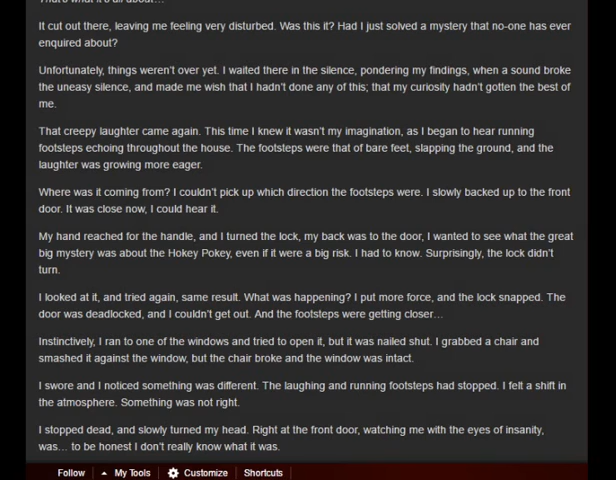 That's what it's all about…
It cut out there, leaving me feeling very disturbed. Was this it? Had I just solved a mystery that no-one has ever
enquired about?
Unfortunately, things weren't over yet. I waited there in the silence, pondering my findings, when a sound broke
the uneasy silence, and made me wish that I hadn't done any of this; that my curiosity hadn't gotten the best of
me.
That creepy laughter came again. This time I knew it wasn't my imagination, as I began to hear running
footsteps echoing throughout the house. The footsteps were that of bare feet, slapping the ground, and the
laughter was growing more eager.
Where was it coming from? I couldn't pick up which direction the footsteps were. I slowly backed up to the front
door. It was close now, I could hear it.
My hand reached for the handle, and I turned the lock, my back was to the door, I wanted to see what the great
big mystery was about the Hokey Pokey, even if it were a big risk. I had to know. Surprisingly, the lock didn't
turn.
I looked at it, and tried again, same result. What was happening? I put more force, and the lock snapped. The
door was deadlocked, and I couldn't get out. And the footsteps were getting closer…
Instinctively, I ran to one of the windows and tried to open it, but it was nailed shut. I grabbed a chair and
smashed it against the window, but the chair broke and the window was intact.
I swore and I noticed something was different. The laughing and running footsteps had stopped. I felt a shift in
the atmosphere. Something was not right.
I stopped dead, and slowly turned my head. Right at the front door, watching me with the eyes of insanity,
was… to be honest I don't really know what it was.
Follow My Tools Customize Shortcuts